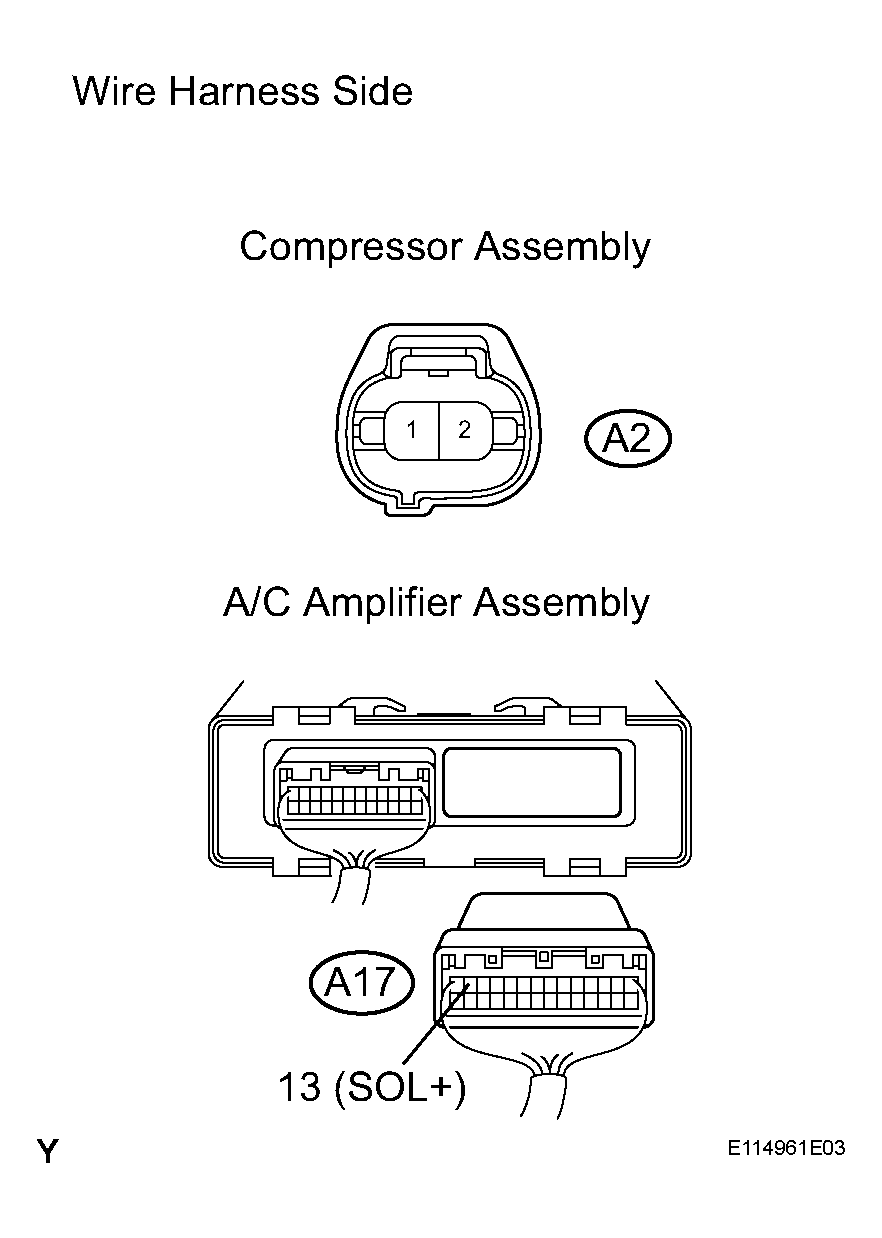 Wire Harness Side
Compressor Assembly
1 2
A2
A/C Amplifier Assembly
A17
13 (SOL+)
Y
E114961E03